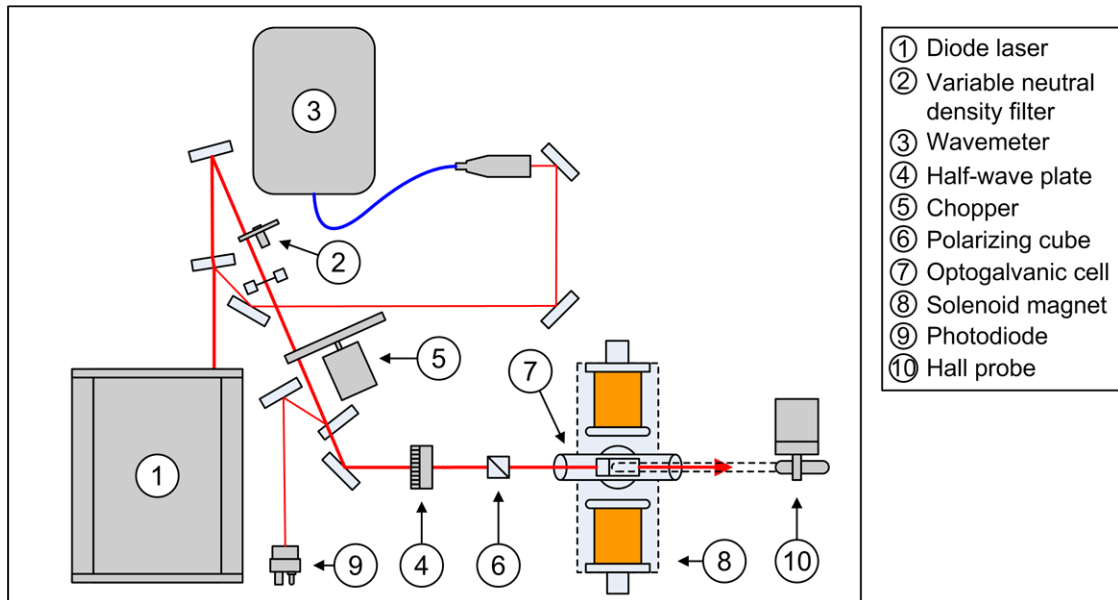 3
2
5
7
1
9
4
6
8
10
① Diode laser
② Variable neutral
density filter
③ Wavemeter
④ Half-wave plate
⑤ Chopper
⑥ Polarizing cube
⑦ Optogalvanic cell
⑧ Solenoid magnet
⑨ Photodiode
⑩ Hall probe